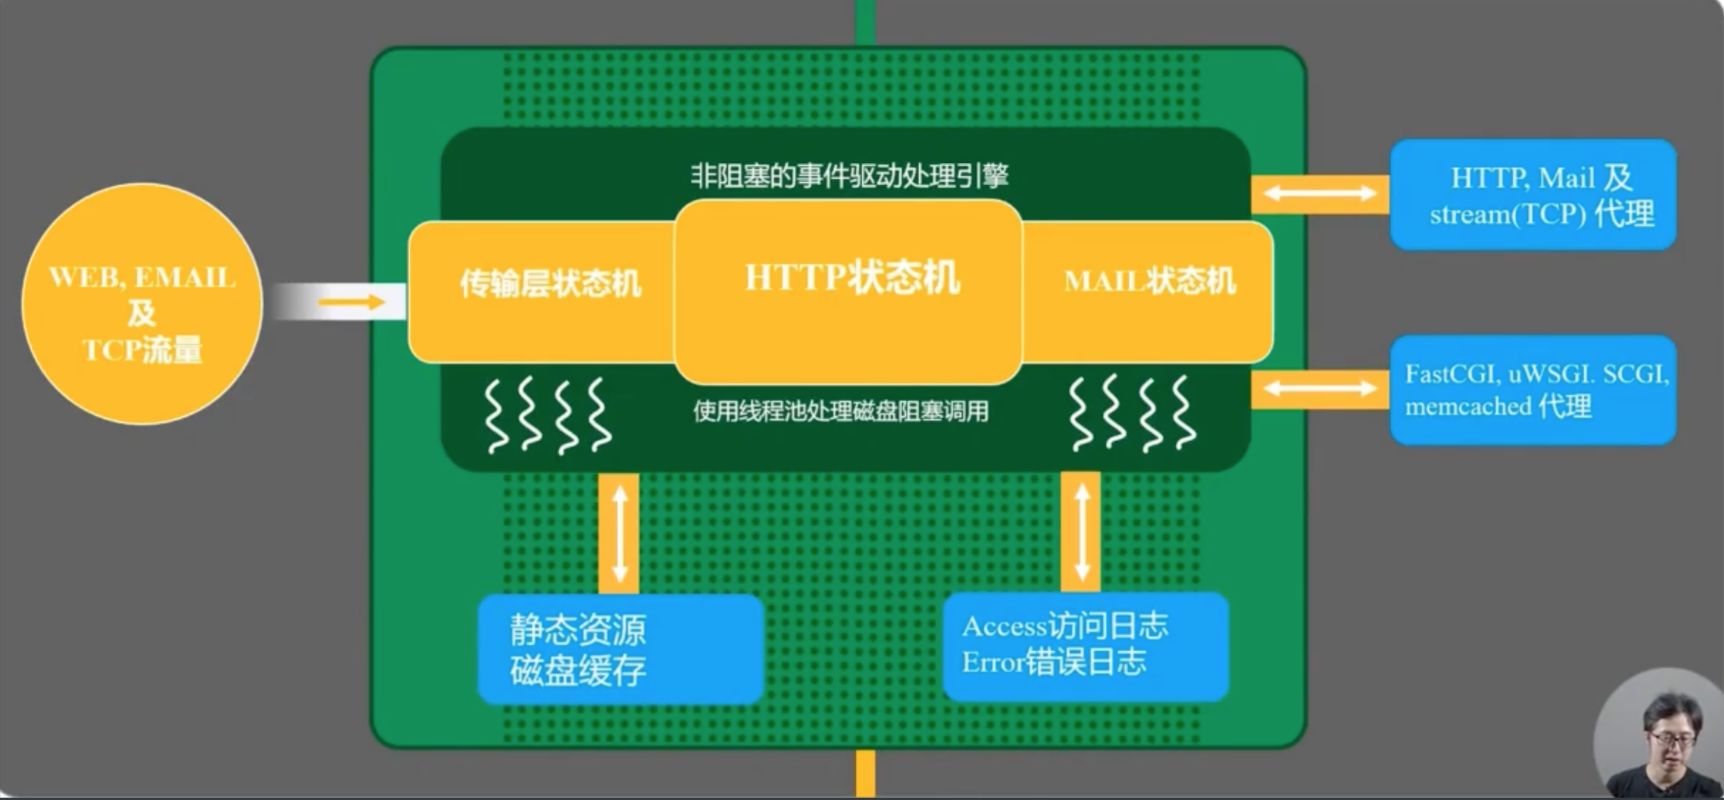 非阻塞的事件驱动处理引擎
WEB, EMAIL
及
TCP流量
传输层状态机
HTTP状态机
MAIL状态机
使用线程池处理磁盘阻塞调用
HTTP, Mail 及
stream(TCP) 代理
FastCGI, uWSGI. SCGI,
memcached 代理
静态资源
磁盘缓存
Access访问日志
Error错误日志